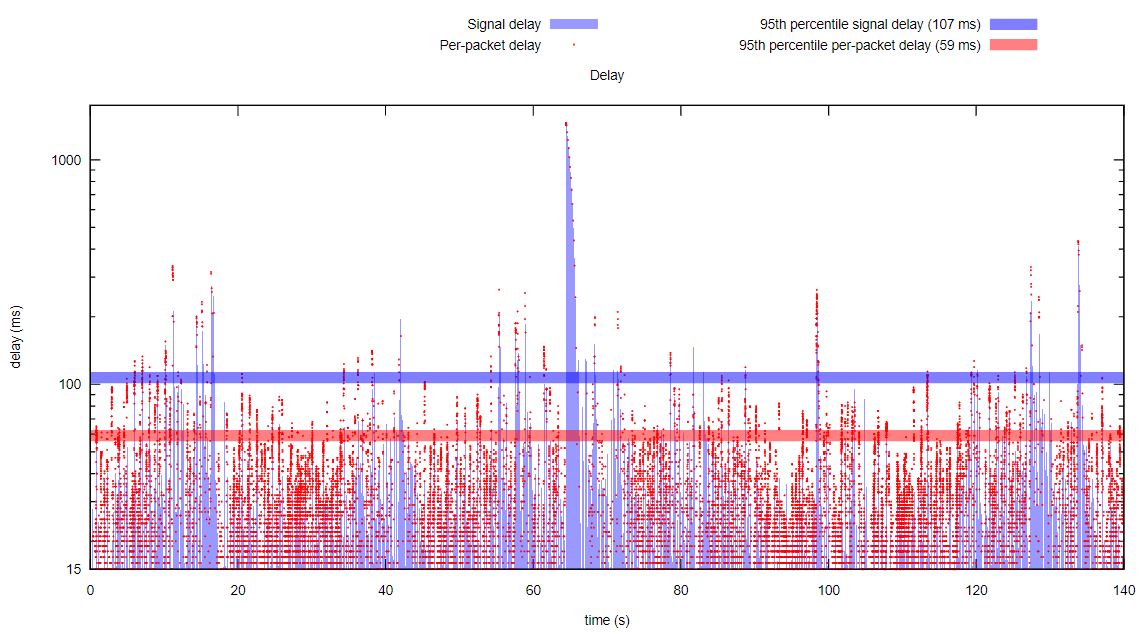 Signal delay
Per-packet delay
95th percentile signal delay (107 ms)
95th percentile per-packet delay (59 ms)
Delay
delay (ms)
1000
100
15
0 20 40 60 80 100 120 140
time (s)